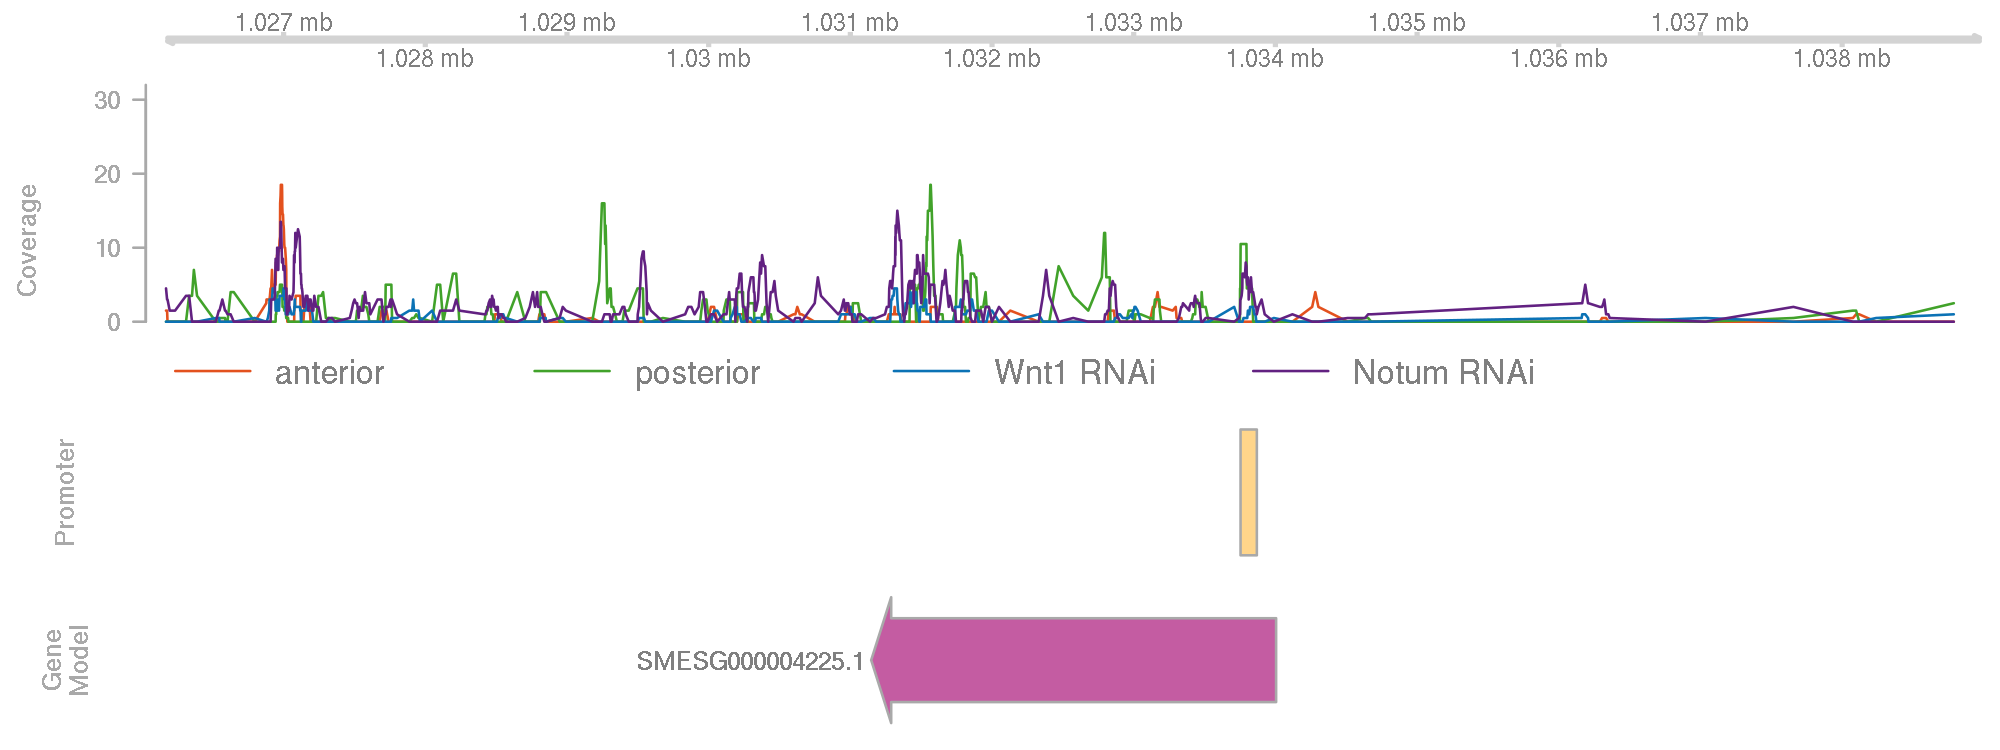 1.027 mb 1.029 mb 1.031 mb 1.033 mb 1.035 mb 1.037 mb
1.028 mb 1.03 mb 1.032 mb 1.034 mb 1.036 mb 1.038 mb
30
20
10
0
Coverage
anterior posterior Wnt1 RNAi Notum RNAi
Promoter
Gene
Model
SMESG000004225.1